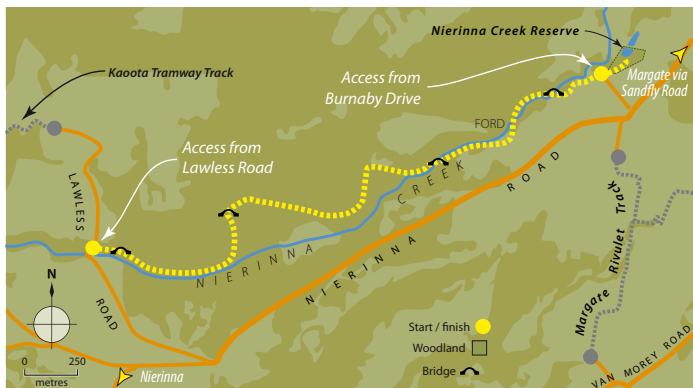 Nierinna Creek Reserve
Kaoota Tramway Track
Access from
Burnaby Drive
Margate via
Sandfly Road
FORD
Access from
Lawless Road
LAWLESS
ROAD
NIERINNA
CREEK
NIERINNA
ROAD
Margate Rivulet Track
N
0 250
metres
Nierinna
Start / finish
Woodland
Bridge
VAN MOREY ROAD